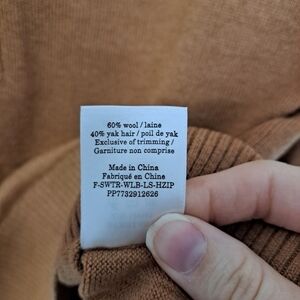 60% wool / laine
40% yak hair / poil de yak
Exclusive of trimming /
Garniture non comprise
Made in China
Fabriqué en Chine
F-SWTR-WLB-LS-HZIP
PP7732912626